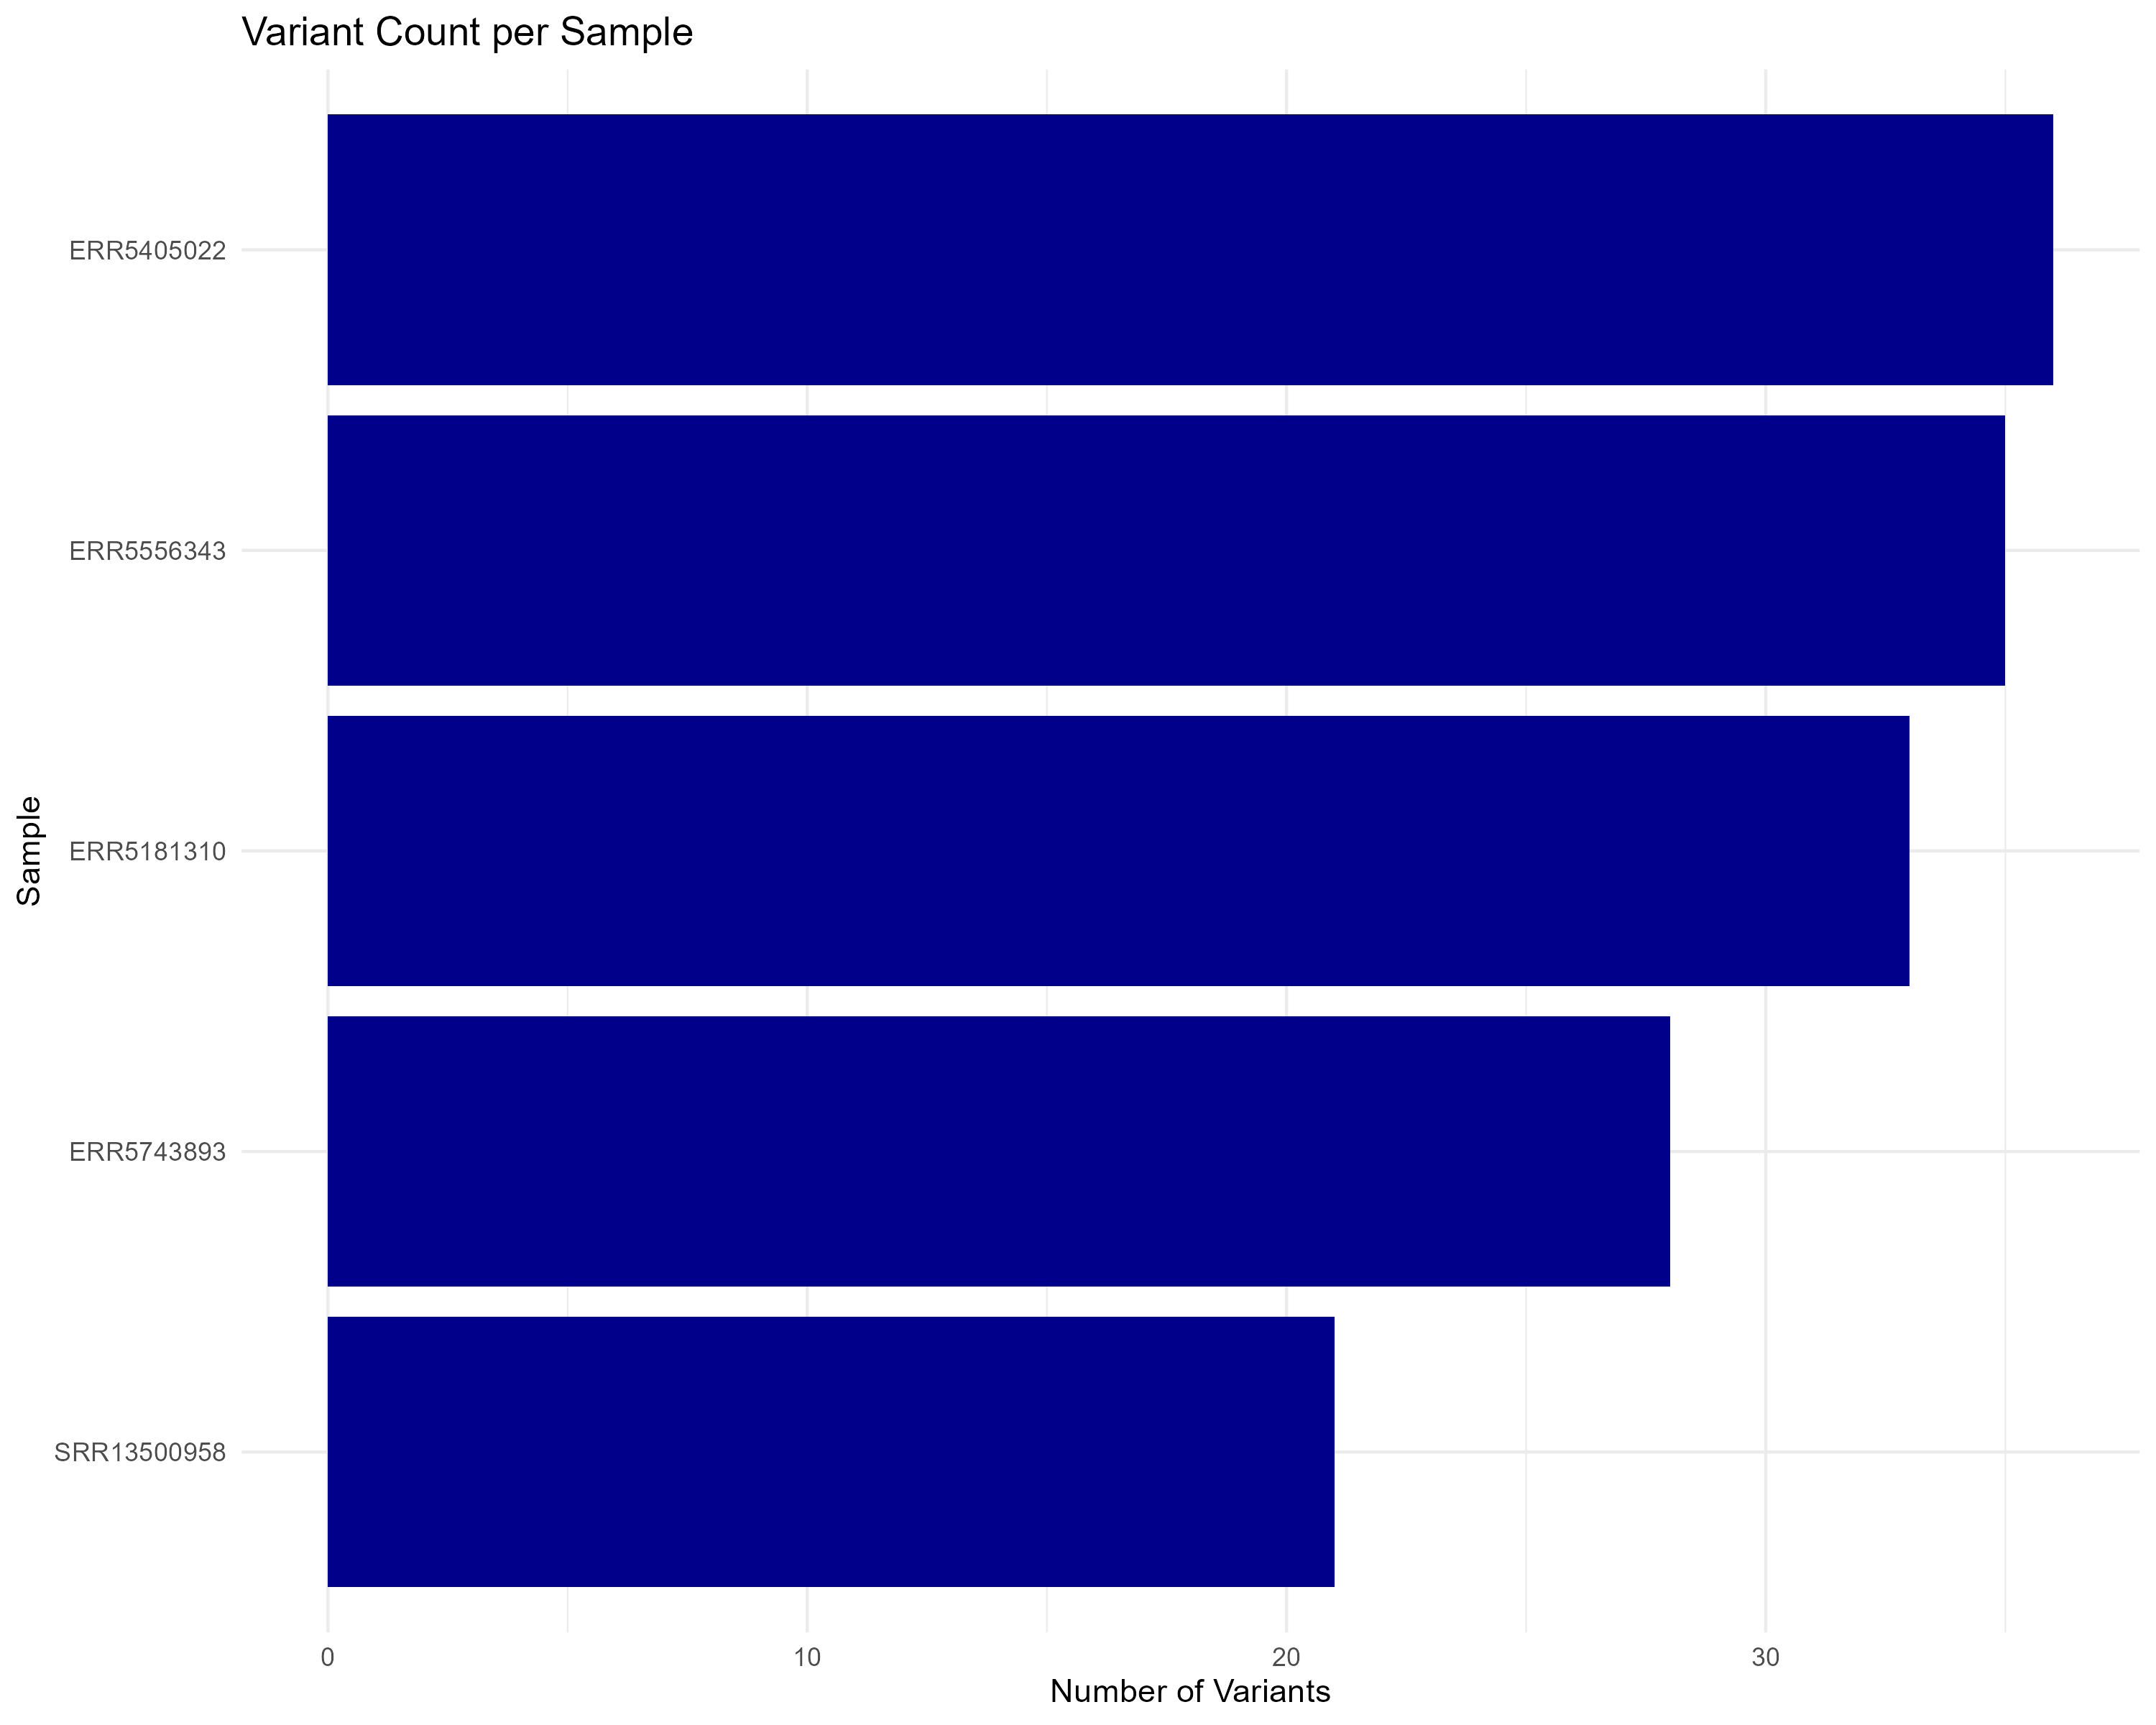 Variant Count per Sample
Sample
ERR5405022
ERR5556343
ERR5181310
ERR5743893
SRR13500958
0 10 20 30
Number of Variants